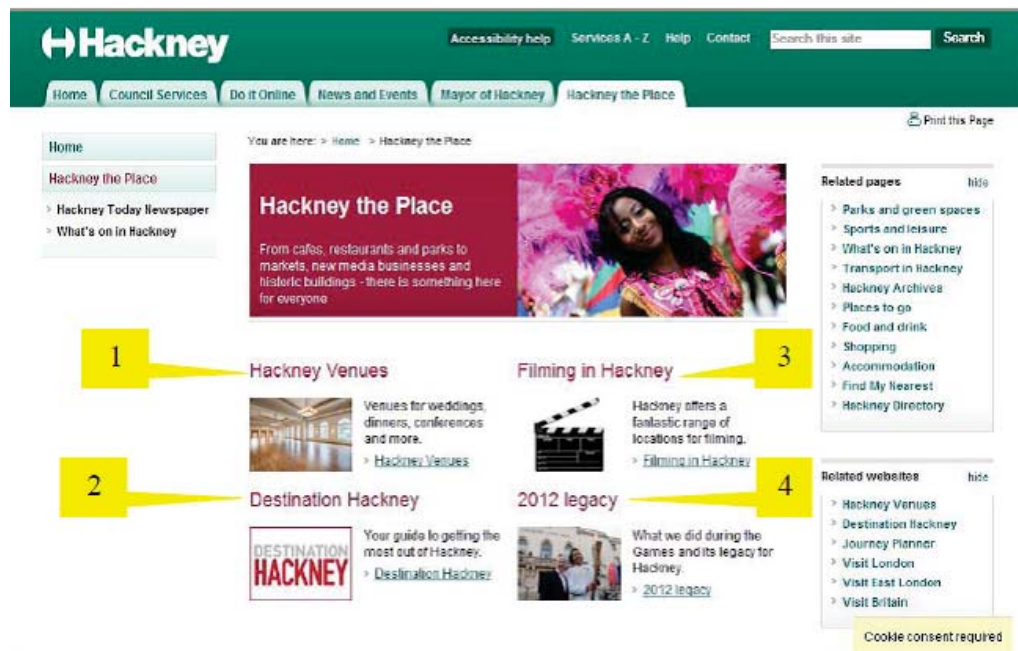 Hackney
Accessibility help Services A - Z Help Contact Search this site Search
Home Council Services Do it Online News and Events Mayor of Hackney Hackney the Place
Print this Page
You are here: > Home > Hackney the Place
Home
Hackney the Place
> Hackney Today Newspaper
> What's on in Hackney
Hackney the Place
From cafes, restaurants and parks to
markets, new media businesses and
historic buildings - there is something here
for everyone
1
Hackney Venues
Venues for weddings,
dinners, conferences
and more.
> Hackney Venues
2
Destination Hackney
DESTINATION
HACKNEY
Your guide to getting the
most out of Hackney.
> Destination Hackney
3
Filming in Hackney
Hackney offers a
fantastic range of
locations for filming.
> Filming in Hackney
4
2012 legacy
What we did during the
Games and its legacy for
Hackney.
> 2012 legacy
Related pages hide
> Parks and green spaces
> Sports and leisure
> What's on in Hackney
> Transport in Hackney
> Hackney Archives
> Places to go
> Food and drink
> Shopping
> Accommodation
> Find My Nearest
> Hackney Directory
Related websites hide
> Hackney Venues
> Destination Hackney
> Journey Planner
> Visit London
> Visit East London
> Visit Britain
Cookie consent required